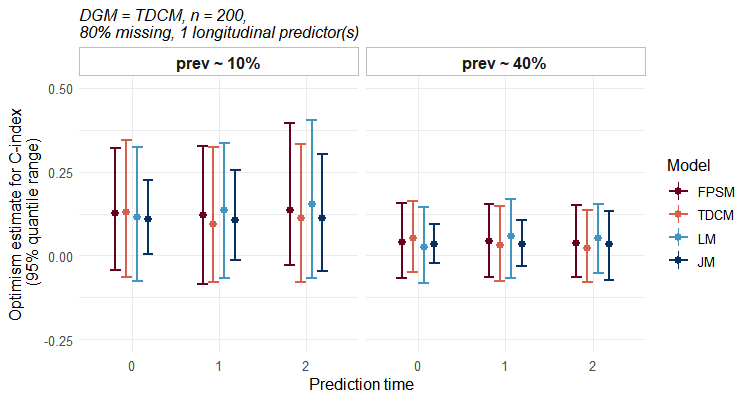 DGM = TDCM, n = 200,
80% missing, 1 longitudinal predictor(s)
prev ~ 10%
prev ~ 40%
Optimism estimate for C-index
(95% quantile range)
0.50
0.25
0.00
-0.25
0 1 2
0 1 2
Prediction time
Model
FPSM
TDCM
LM
JM